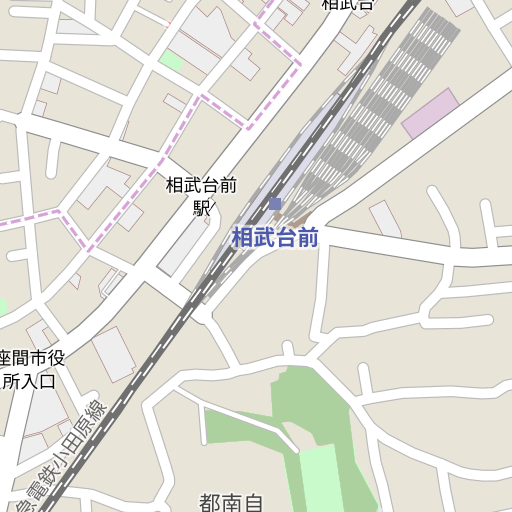 相武台
相武台前
駅
相武台前
座間市役
所入口
急電鉄小田原線
都南自